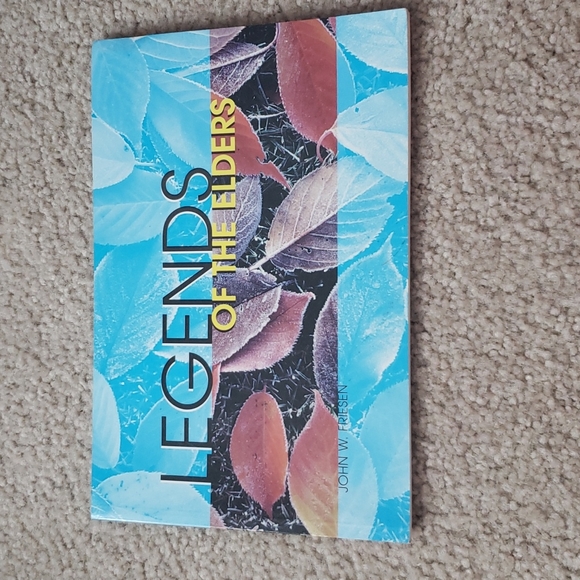 LEGENDS
OF THE ELDERS
JOHN W. FRIESEN